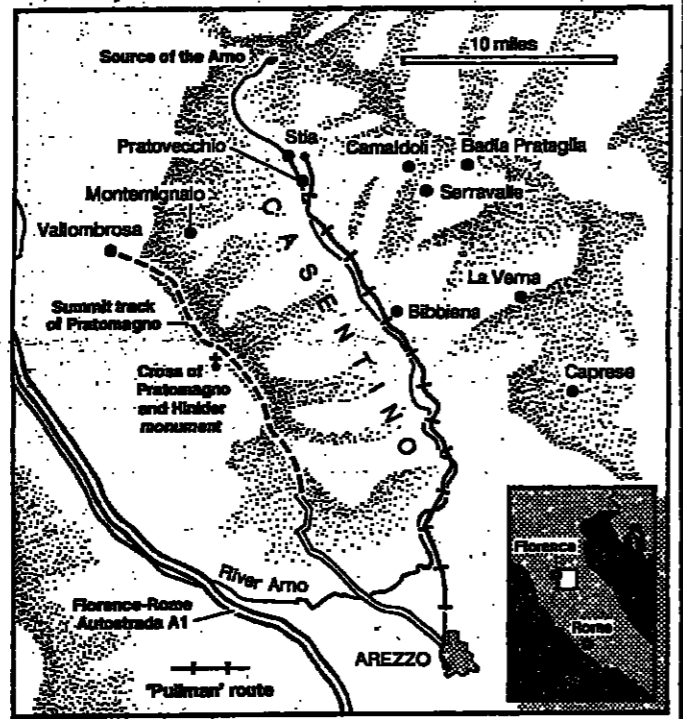 10 miles
Source of the Arno
Stia
Pratovecchio
Camaldoli
Badia Prataglia
Serravalle
Montemignaio
Vallombrosa
CASENTINO
La Verna
Summit track
of Pratomagno
Bibbiena
Cross of
Pratomagno
and Hinkler
monument
Caprese
Florence
River Arno
Florence-Rome
Autostrada A1
Rome
AREZZO
'Pullman' route